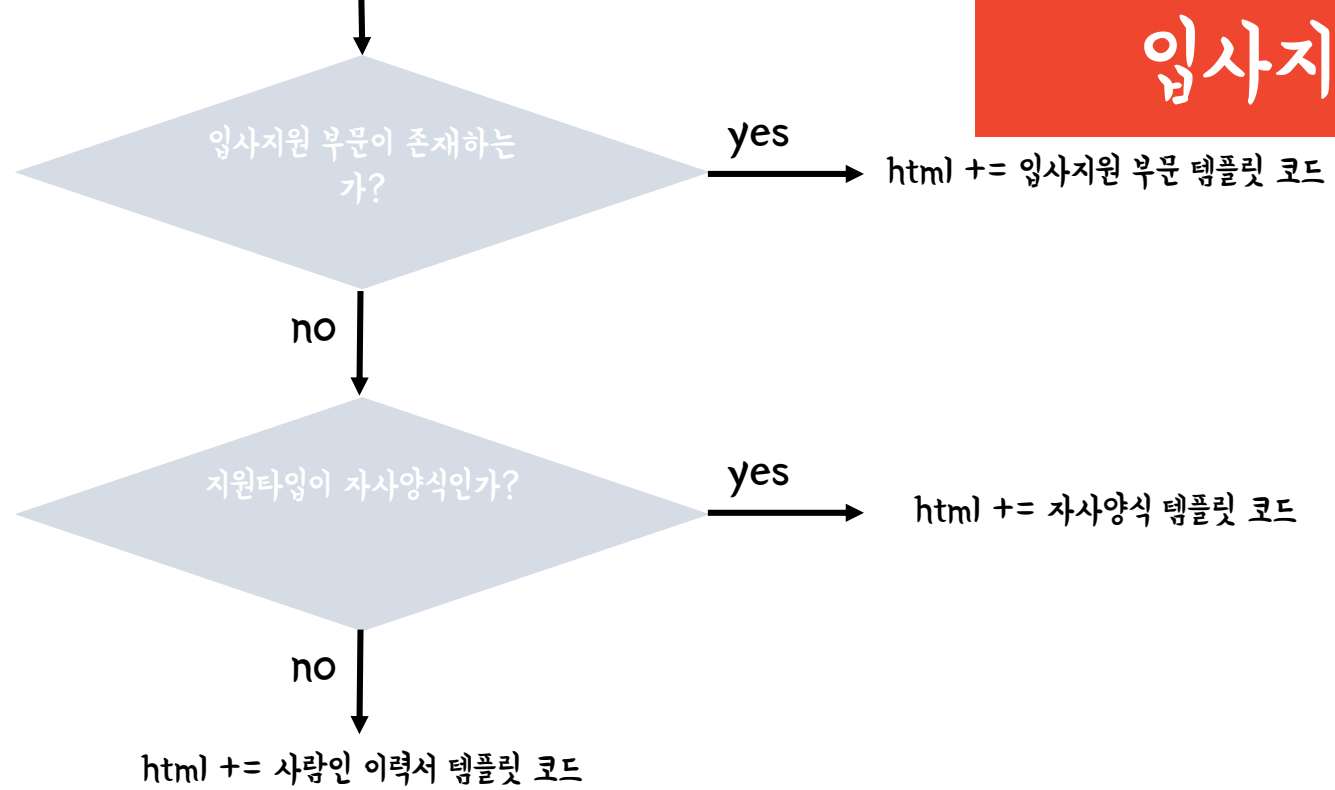 입사지
입사지원 부문이 존재하는
가?
yes
html += 입사지원 부문 템플릿 코드
no
지원타입이 자사양식인가?
yes
html += 자사양식 템플릿 코드
no
html += 사람인 이력서 템플릿 코드